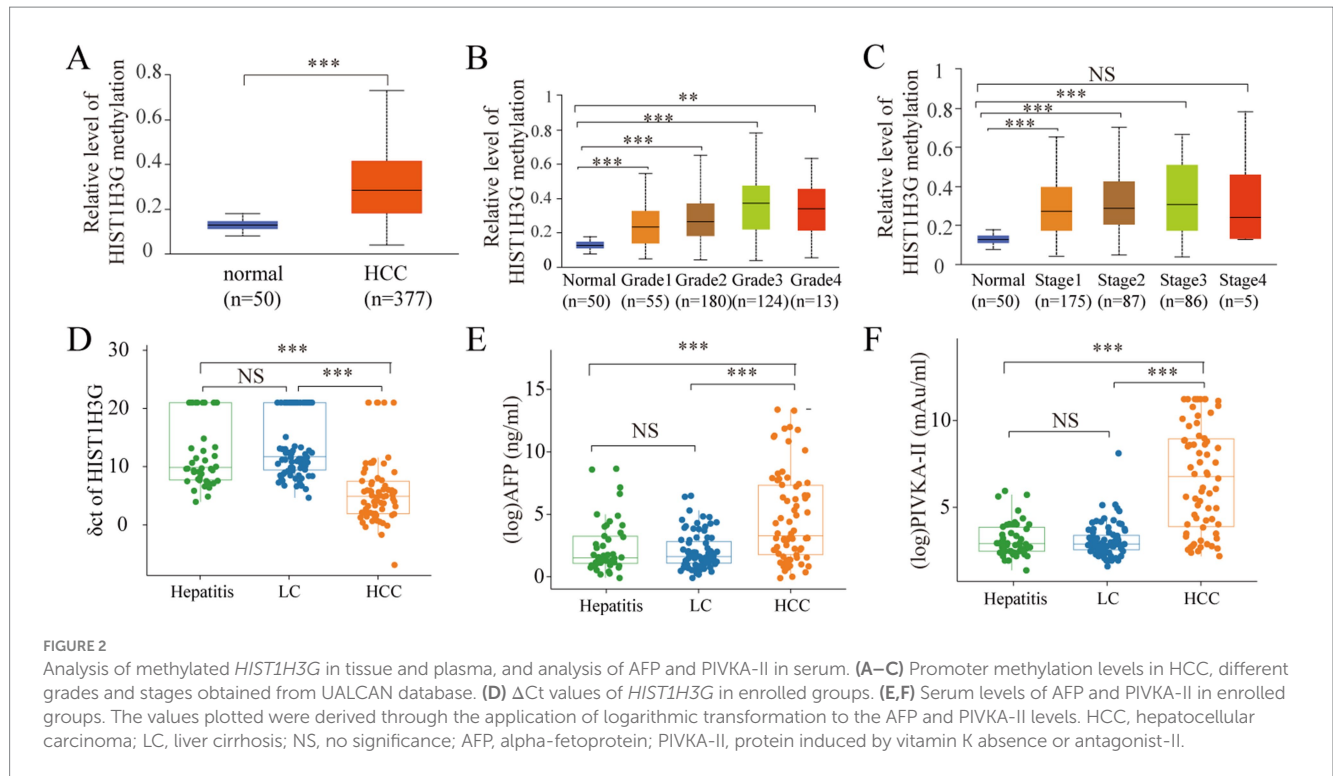 A
Relative level of
HIST1H3G methylation
0.8
0.6
0.4
0.2
0
***
normal
(n=50)
HCC
(n=377)
B
Relative level of
HIST1H3G methylation
1
0.8
0.6
0.4
0.2
0
**
***
***
***
Normal Grade1 Grade2 Grade3 Grade4
(n=50) (n=55) (n=180) (n=124) (n=13)
C
Relative level of
HIST1H3G methylation
1
0.8
0.6
0.4
0.2
0
NS
***
***
***
Normal Stage1 Stage2 Stage3 Stage4
(n=50) (n=175) (n=87) (n=86) (n=5)
D
δct of HIST1H3G
30
20
10
0
***
NS
***
Hepatitis LC HCC
E
(log)AFP (ng/ml)
15
10
5
0
***
***
NS
Hepatitis LC HCC
F
(log)PIVKA-II (mAu/ml)
10
5
***
***
NS
Hepatitis LC HCC
FIGURE 2
Analysis of methylated HIST1H3G in tissue and plasma, and analysis of AFP and PIVKA-II in serum. (A–C) Promoter methylation levels in HCC, different
grades and stages obtained from UALCAN database. (D) ΔCt values of HIST1H3G in enrolled groups. (E,F) Serum levels of AFP and PIVKA-II in enrolled
groups. The values plotted were derived through the application of logarithmic transformation to the AFP and PIVKA-II levels. HCC, hepatocellular
carcinoma; LC, liver cirrhosis; NS, no significance; AFP, alpha-fetoprotein; PIVKA-II, protein induced by vitamin K absence or antagonist-II.